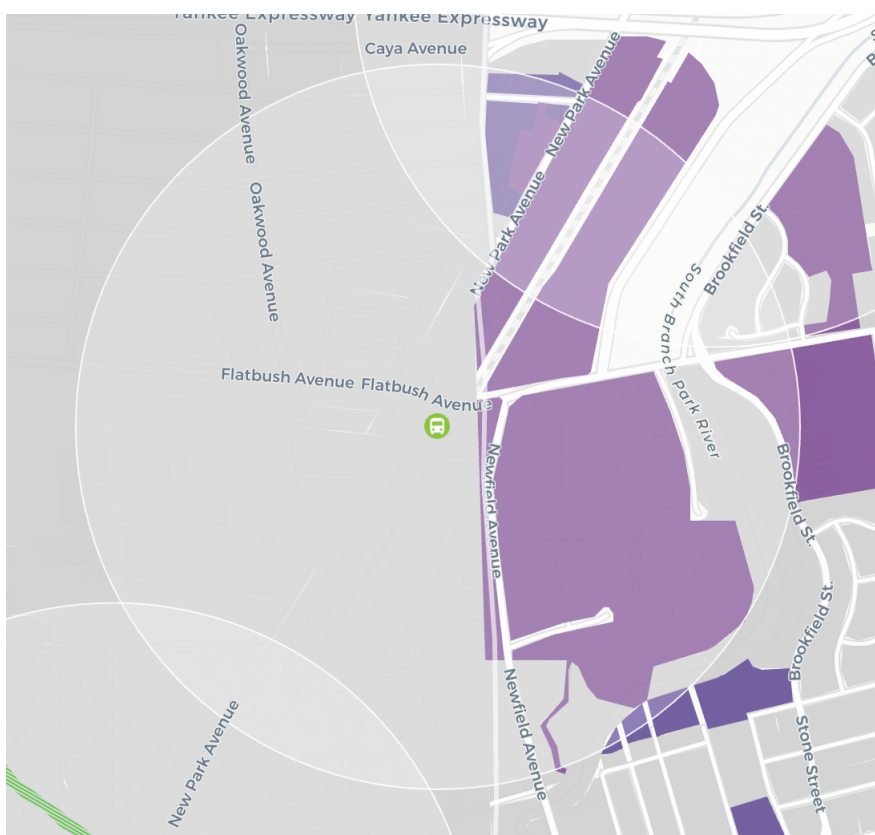 Yankee Expressway Yankee Expressway
Caya Avenue
Oakwood Avenue
New Park Avenue
Oakwood Avenue
New Park Avenue
Brookfield St.
South Branch Park River
Flatbush Avenue Flatbush Avenue
Newfield Avenue
Brookfield St.
Brookfield St.
Newfield Avenue
New Park Avenue
Stone Street